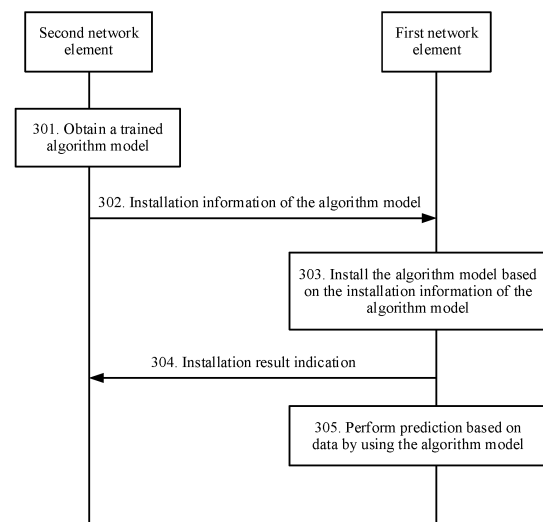 Second network
element
First network
element
301. Obtain a trained
algorithm model
302. Installation information of the algorithm model
303. Install the algorithm model based
on the installation information of the
algorithm model
304. Installation result indication
305. Perform prediction based on
data by using the algorithm model